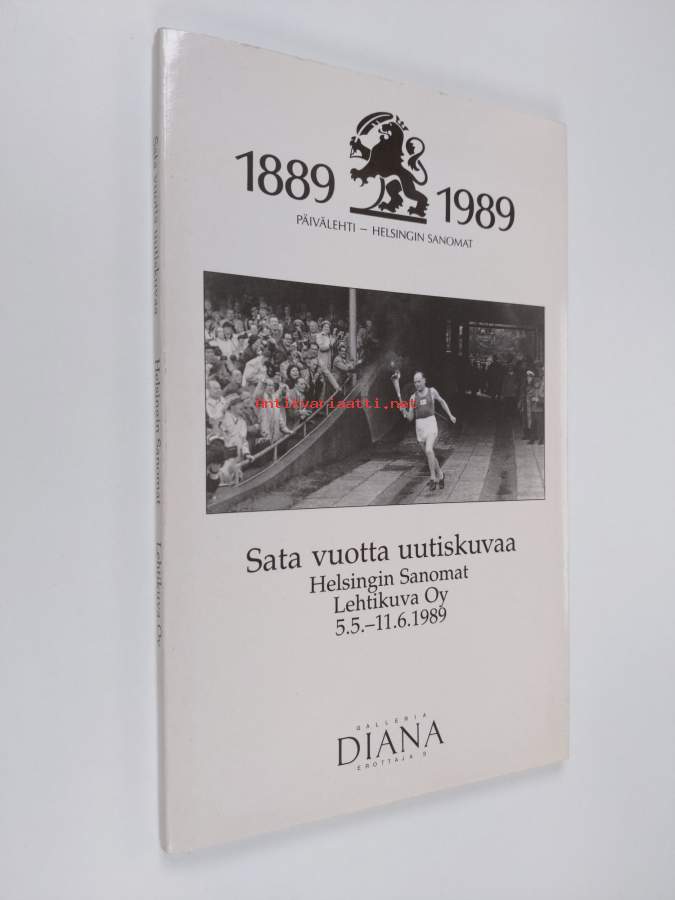 1889 1989
PÄIVÄLEHTI – HELSINGIN SANOMAT
antikvariaatti.net
Sata vuotta uutiskuvaa
Helsingin Sanomat
Lehtikuva Oy
5.5.–11.6.1989
GALLERIA
DIANA
EROTTAJA 5
Sata vuotta uutiskuvaa Helsingin Sanomat Lehtikuva Oy